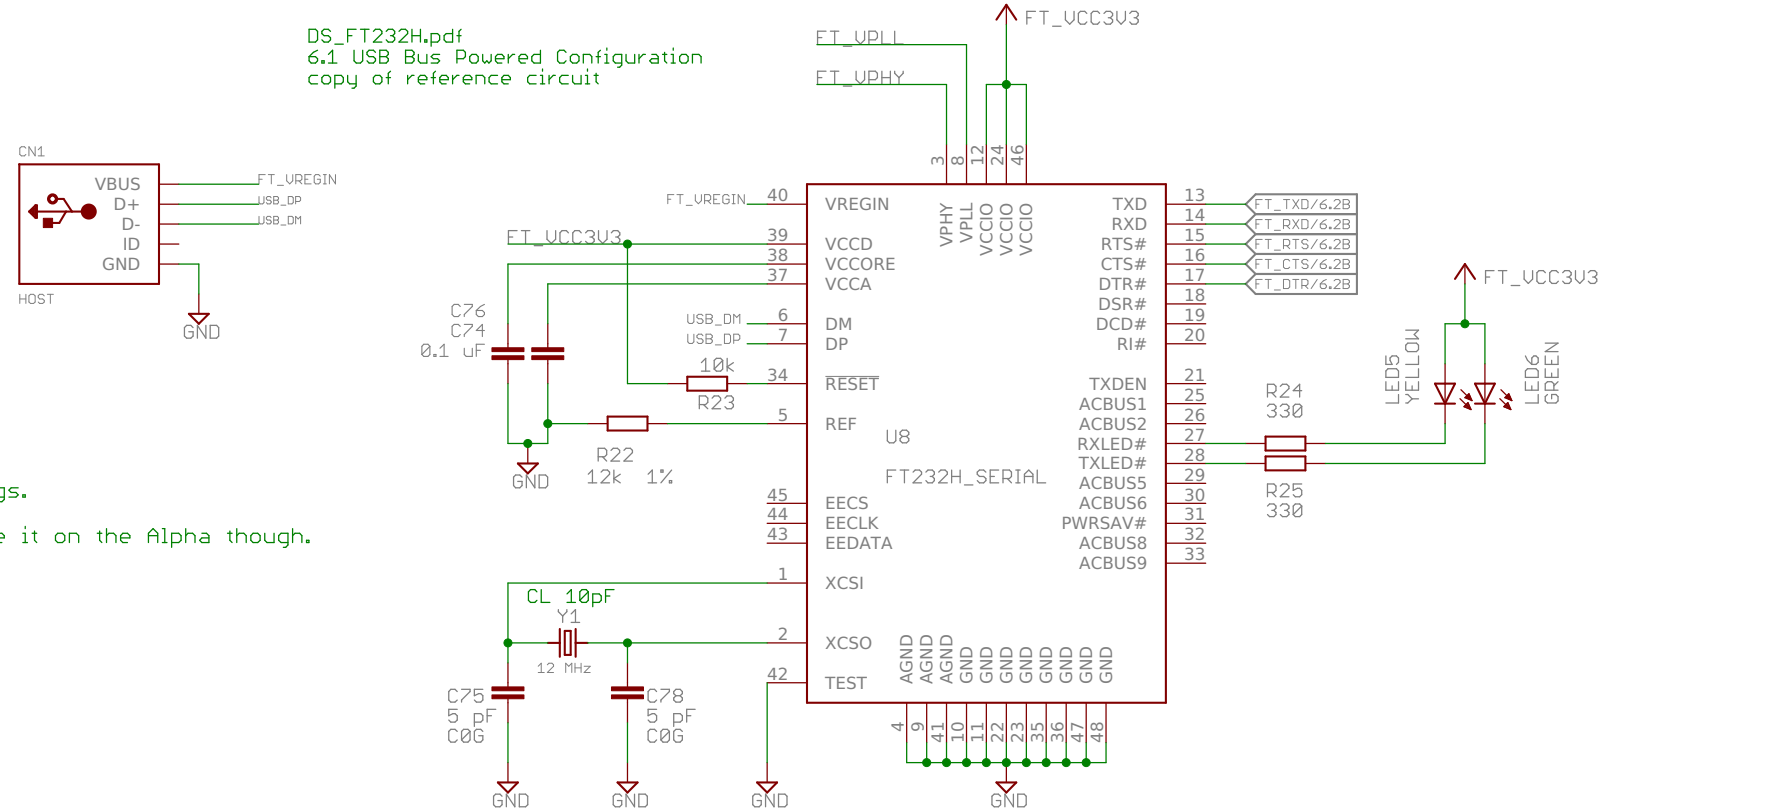 DS_FT232H.pdf
6.1 USB Bus Powered Configuration
copy of reference circuit
FT_VCC3V3
FT_VPLL
FT_VPHY
3
8
12
24
46
CN1
VBUS
D+
D-
ID
GND
HOST
FT_VREGIN
USB_DP
USB_DM
GND
FT_VREGIN
40
VREGIN
FT_VCC3V3
39
VCCD
38
VCCORE
37
VCCA
C76
C74
0.1 uF
USB_DM
6
DM
USB_DP
7
DP
10k
R23
34
RESET
5
REF
R22
12k 1%
GND
45
EECS
44
EECLK
43
EEDATA
1
XCSI
CL 10pF
Y1
12 MHz
2
XCSO
42
TEST
C75
5 pF
C0G
C78
5 pF
C0G
GND
GND
GND
VPHY
VPLL
VCCIO
VCCIO
VCCIO
U8
FT232H_SERIAL
TXD
13
FT_TXD/6.2B
RXD
14
FT_RXD/6.2B
RTS#
15
FT_RTS/6.2B
CTS#
16
FT_CTS/6.2B
DTR#
17
FT_DTR/6.2B
DSR#
18
DCD#
19
RI#
20
TXDEN
21
ACBUS1
25
ACBUS2
26
RXLED#
27
TXLED#
28
ACBUS5
29
ACBUS6
30
PWRSAV#
31
ACBUS8
32
ACBUS9
33
AGND
AGND
AGND
GND
GND
GND
GND
GND
GND
GND
GND
4
9
41
10
11
22
23
35
36
47
48
GND
R24
330
R25
330
FT_VCC3V3
LED5
YELLOW
LED6
GREEN
gs.
e it on the Alpha though.